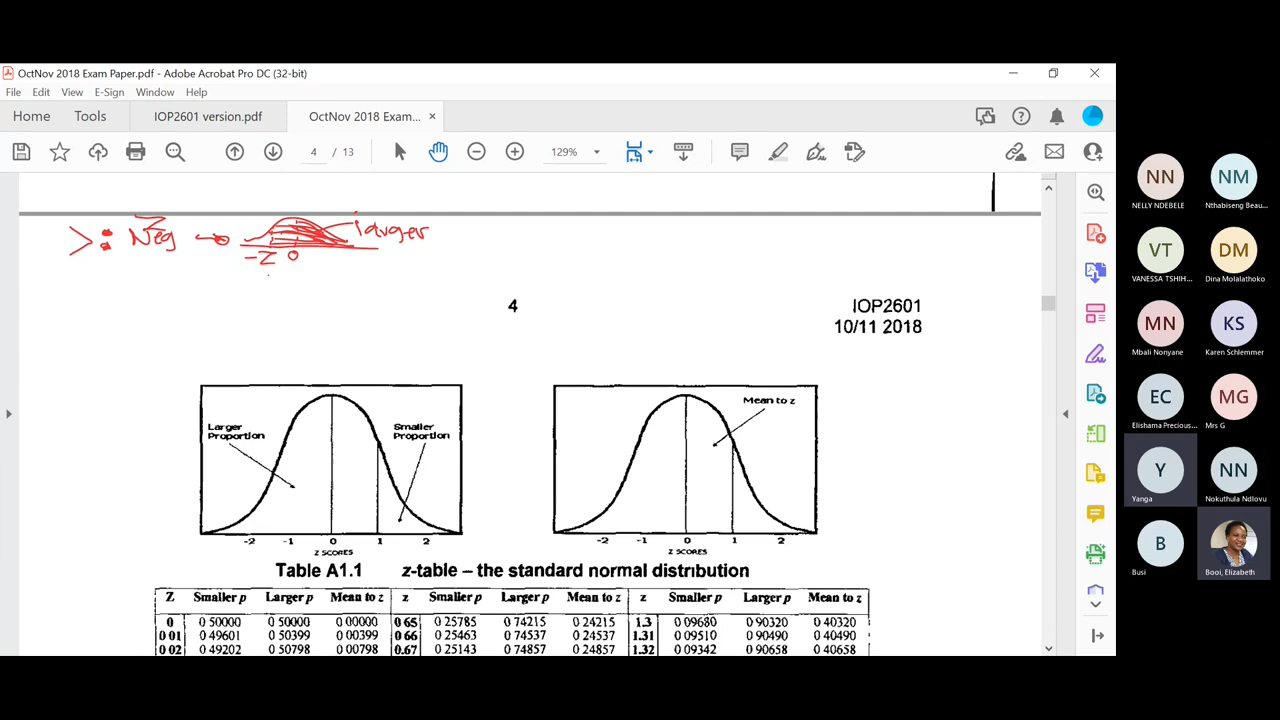 OctNov 2018 Exam Paper.pdf - Adobe Acrobat Pro DC (32-bit)
File Edit View E-Sign Window Help
Home Tools IOP2601 version.pdf OctNov 2018 Exam... ×
4 / 13 129%
> : Neg → larger
-Z 0
4
IOP2601
10/11 2018
Larger Proportion
Smaller Proportion
-2 -1 0 1 2
Z SCORES
Mean to z
-2 -1 0 1 2
Z SCORES
Table A1.1 z-table – the standard normal distribution
Z Smaller p Larger p Mean to z z Smaller p Larger p Mean to z z Smaller p Larger p Mean to z
0 0 50000 0 50000 0 00000 0 65 0 25785 0 74215 0 24215 1.3 0 09680 0 90320 0 40320
0 01 0 49601 0 50399 0 00399 0 66 0 25463 0 74537 0 24537 1.31 0 09510 0 90490 0 40490
0 02 0 49202 0 50798 0 00798 0.67 0 25143 0 74857 0 24857 1.32 0 09342 0 90658 0 40658
NN NM
NELLY NDEBELE Nthabiseng Beau...
VT DM
VANESSA TSHIH... Dina Molalathoko
MN KS
Mbali Nonyane Karen Schlemmer
EC MG
Elishama Precious... Mrs G
Y NN
Yanga Nokuthula Ndlovu
B
Busi Booi, Elizabeth